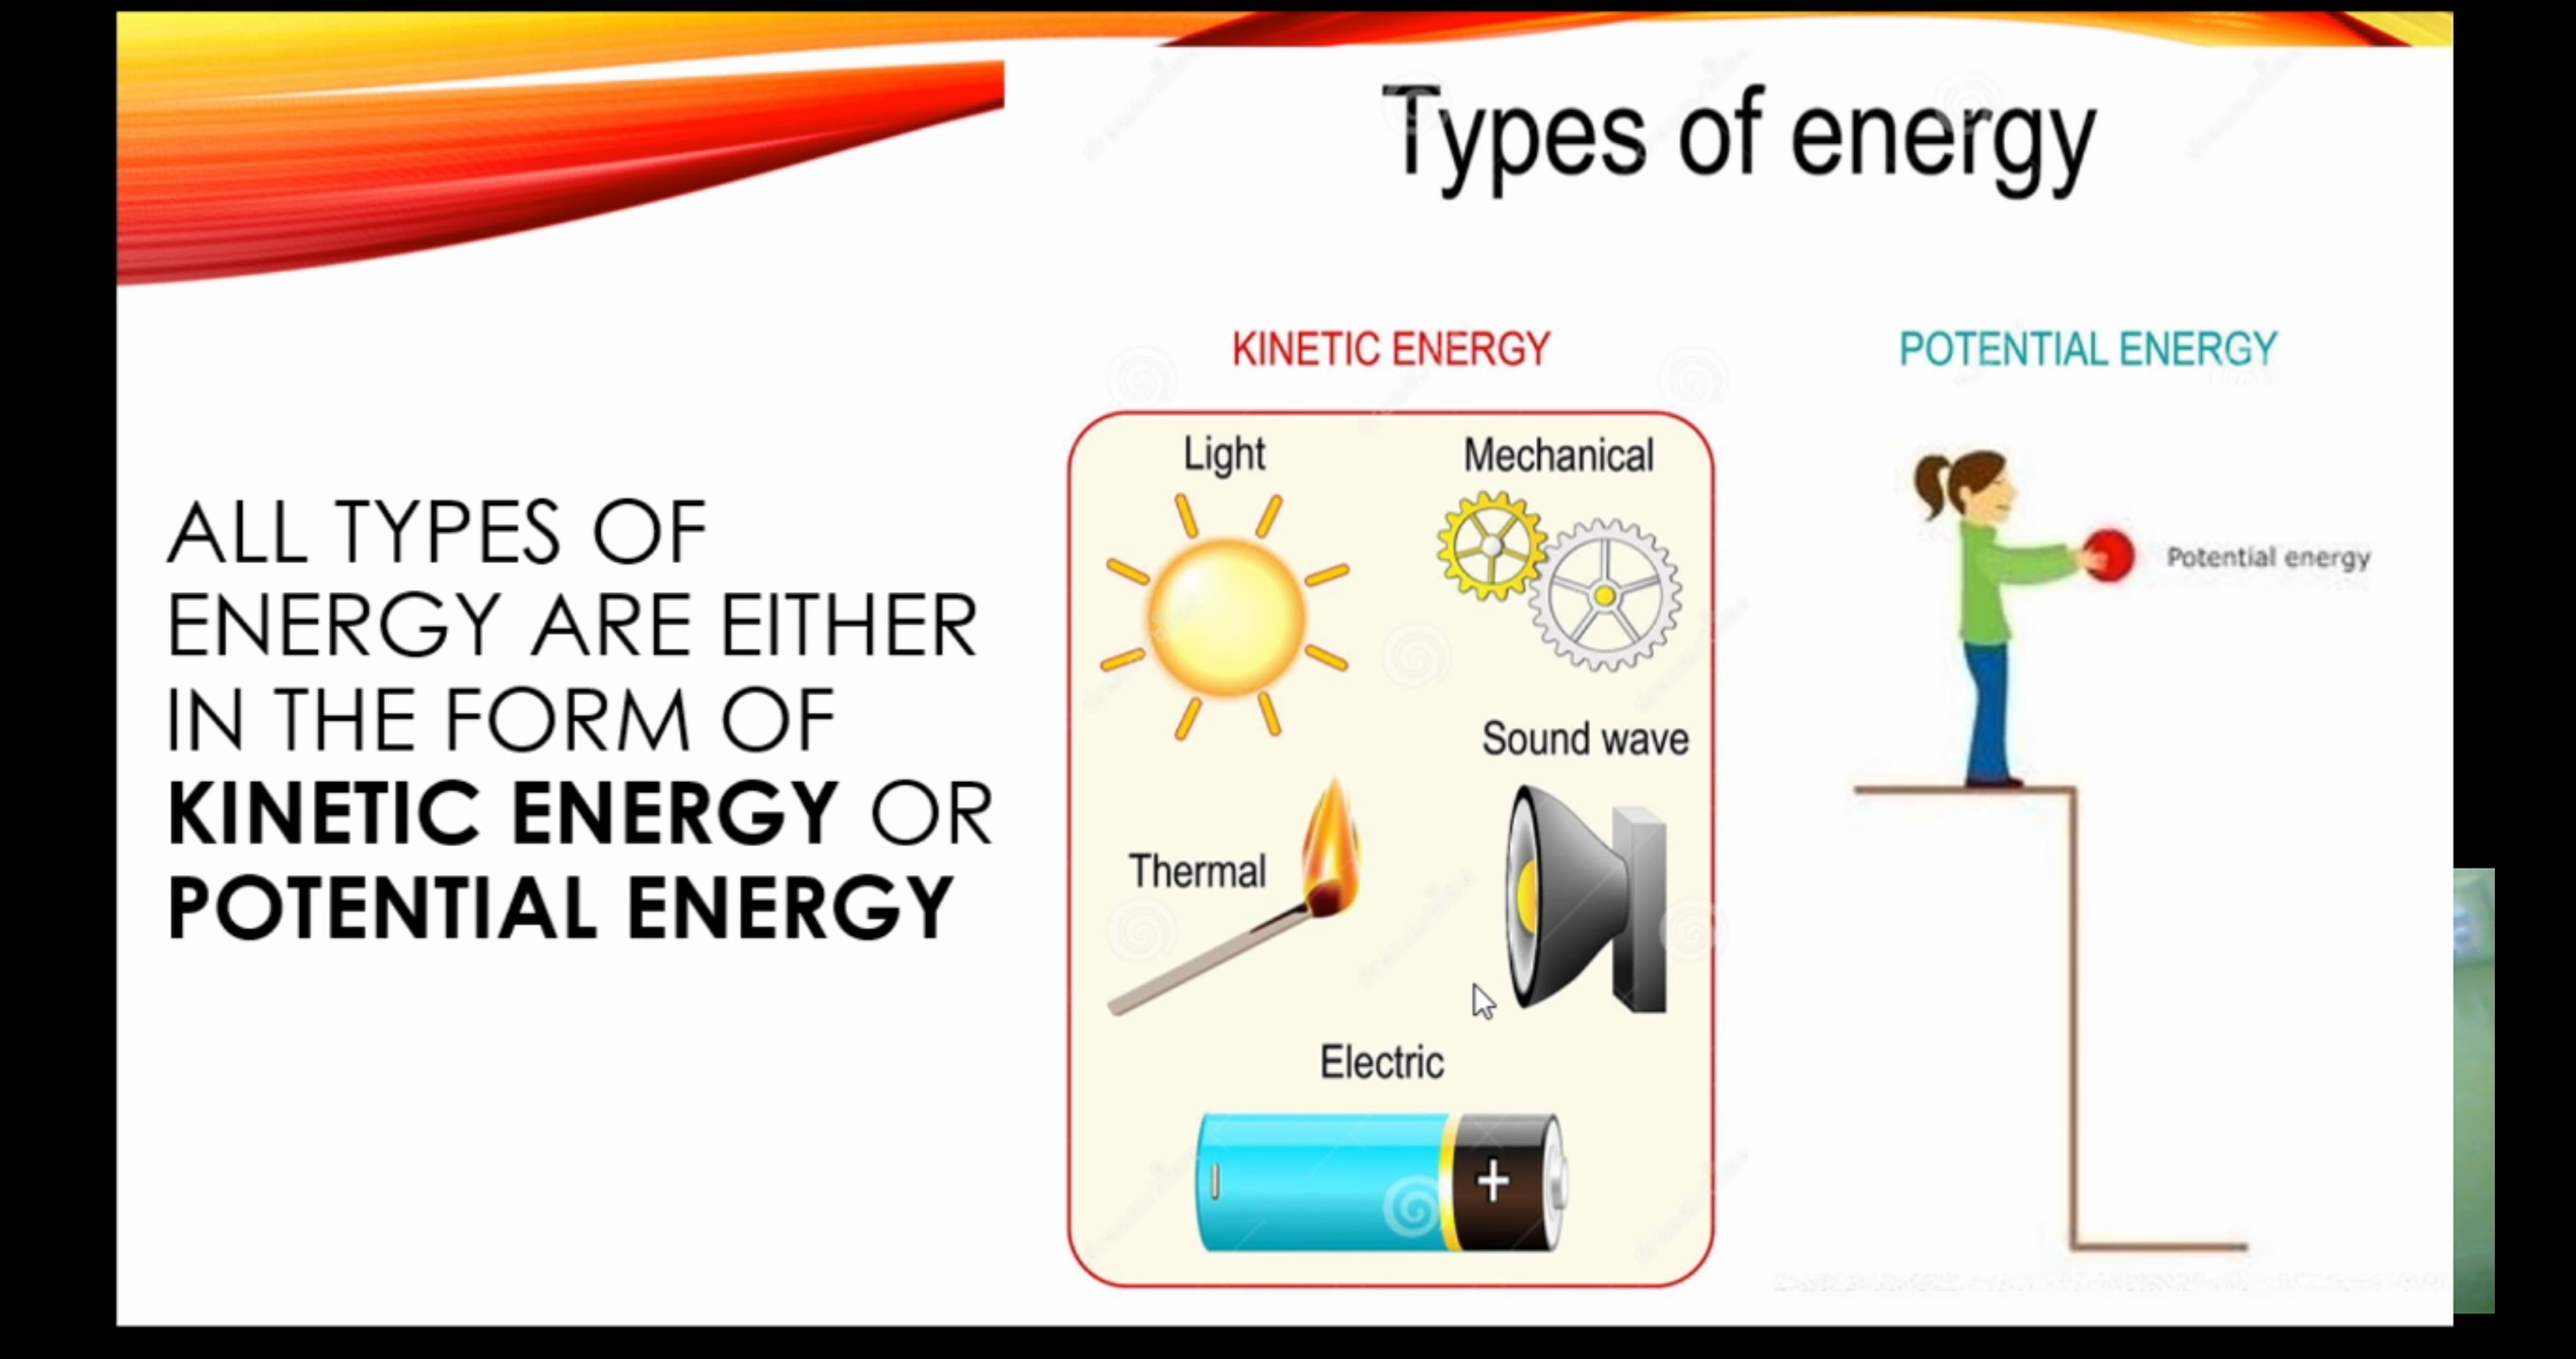 Types of energy
ALL TYPES OF
ENERGY ARE EITHER
IN THE FORM OF
KINETIC ENERGY OR
POTENTIAL ENERGY
KINETIC ENERGY
Light
Mechanical
Sound wave
Thermal
Electric
+
POTENTIAL ENERGY
Potential energy